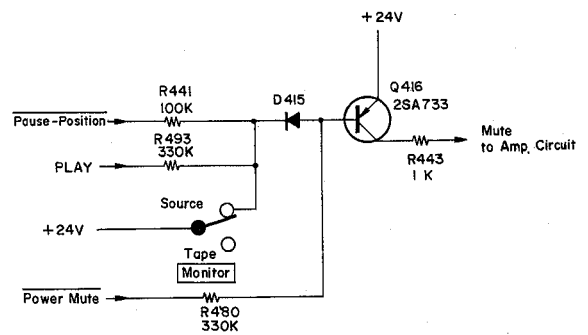 +24V
Q416
2SA733
D415
R441
100K
Pause-Position
R493
330K
PLAY
Mute
to Amp. Circuit
R443
1 K
Source
+24V
Tape
Monitor
Power Mute
R480
330K